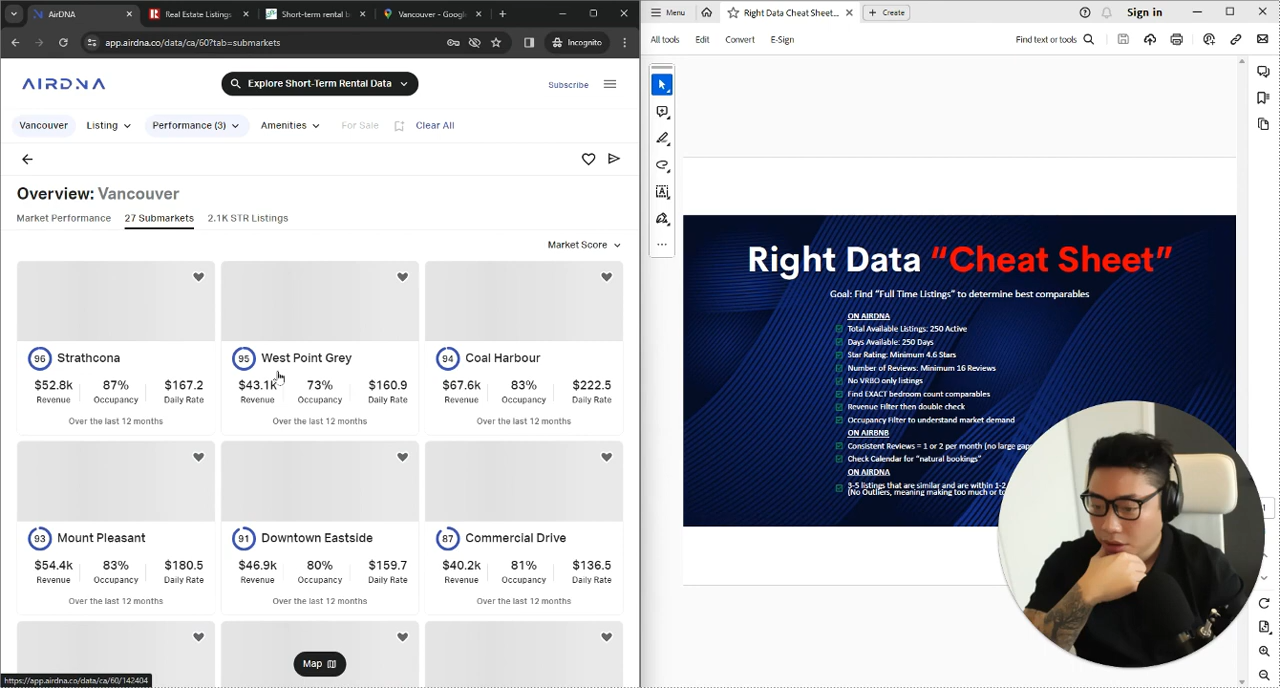 AirDNA
Real Estate Listings
Short-term rental b
Vancouver - Googl
app.airdna.co/data/ca/60?tab=submarkets
Incognito
AIRDNA
Explore Short-Term Rental Data
Subscribe
Vancouver
Listing
Performance (3)
Amenities
For Sale
Clear All
Overview: Vancouver
Market Performance
27 Submarkets
2.1K STR Listings
Market Score
96 Strathcona
$52.8k 87% $167.2
Revenue Occupancy Daily Rate
Over the last 12 months
95 West Point Grey
$43.1k 73% $160.9
Revenue Occupancy Daily Rate
Over the last 12 months
94 Coal Harbour
$67.6k 83% $222.5
Revenue Occupancy Daily Rate
Over the last 12 months
93 Mount Pleasant
$54.4k 83% $180.5
Revenue Occupancy Daily Rate
Over the last 12 months
91 Downtown Eastside
$46.9k 80% $159.7
Revenue Occupancy Daily Rate
Over the last 12 months
87 Commercial Drive
$40.2k 81% $136.5
Revenue Occupancy Daily Rate
Over the last 12 months
Map
https://app.airdna.co/data/ca/60/142404
Menu
Right Data Cheat Sheet...
Create
Sign in
All tools
Edit
Convert
E-Sign
Find text or tools
Right Data “Cheat Sheet”
Goal: Find “Full Time Listings” to determine best comparables
ON AIRDNA
Total Available Listings: 250 Active
Days Available: 250 Days
Star Rating: Minimum 4.6 Stars
Number of Reviews: Minimum 16 Reviews
No VRBO only listings
Find EXACT bedroom count comparables
Revenue Filter then double check
Occupancy Filter to understand market demand
ON AIRBNB
Consistent Reviews = 1 or 2 per month (no large gaps
Check Calendar for “natural bookings”
ON AIRDNA
3-5 listings that are similar and are within 1-2
(No Outliers, meaning making too much or to